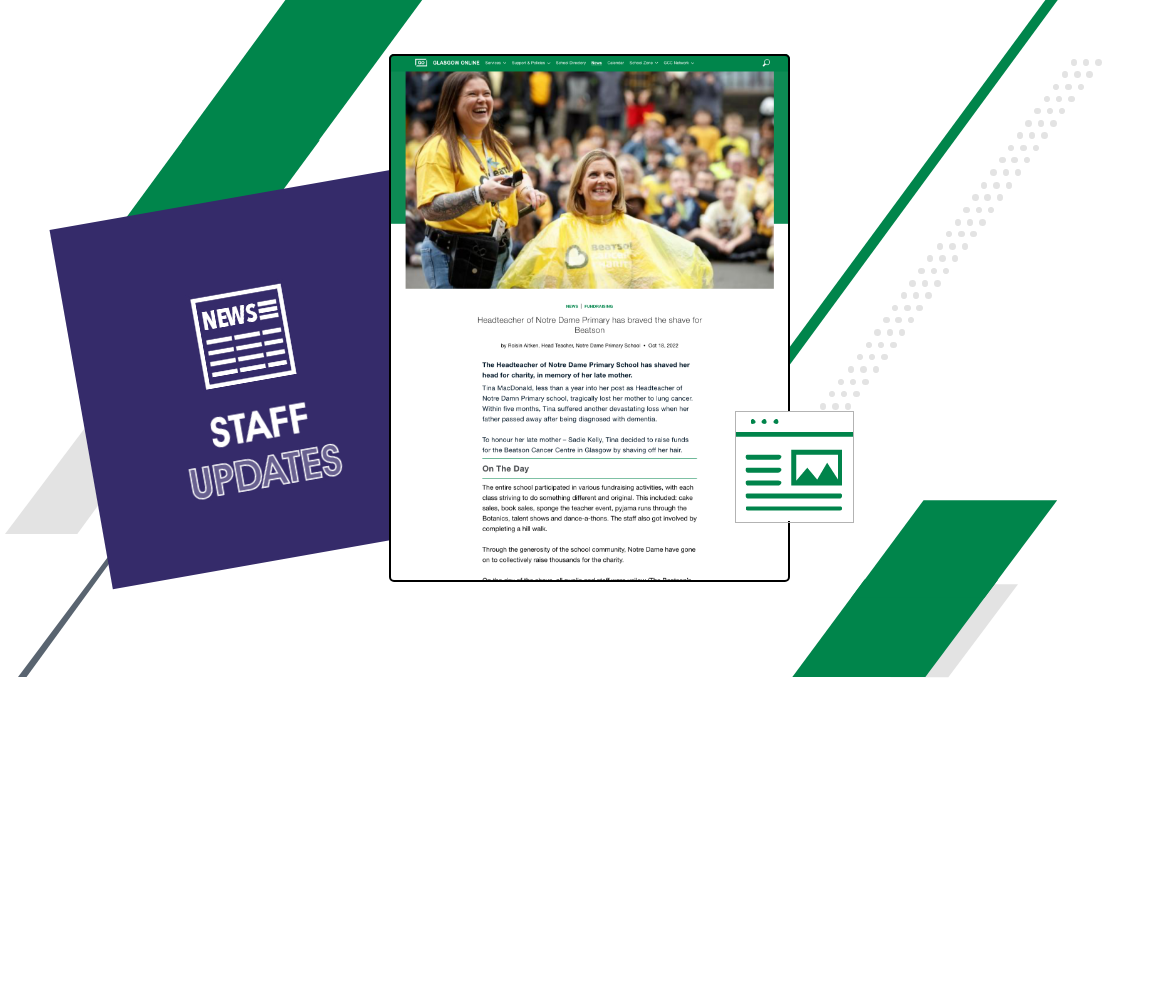 GO GLASGOW ONLINE Services Support & Policies School Directory News Calendar School Zone GCC Network
NEWS | FUNDRAISING
Headteacher of Notre Dame Primary has braved the shave for
Beatson
by Roisin Aitken, Head Teacher, Notre Dame Primary School • Oct 18, 2022
The Headteacher of Notre Dame Primary School has shaved her
head for charity, in memory of her late mother.
Tina MacDonald, less than a year into her post as Headteacher of
Notre Damn Primary school, tragically lost her mother to lung cancer.
Within five months, Tina suffered another devastating loss when her
father passed away after being diagnosed with dementia.
To honour her late mother – Sadie Kelly, Tina decided to raise funds
for the Beatson Cancer Centre in Glasgow by shaving off her hair.
On The Day
The entire school participated in various fundraising activities, with each
class striving to do something different and original. This included: cake
sales, book sales, sponge the teacher event, pyjama runs through the
Botanics, talent shows and dance-a-thons. The staff also got involved by
completing a hill walk.
Through the generosity of the school community, Notre Dame have gone
on to collectively raise thousands for the charity.
NEWS
STAFF
UPDATES